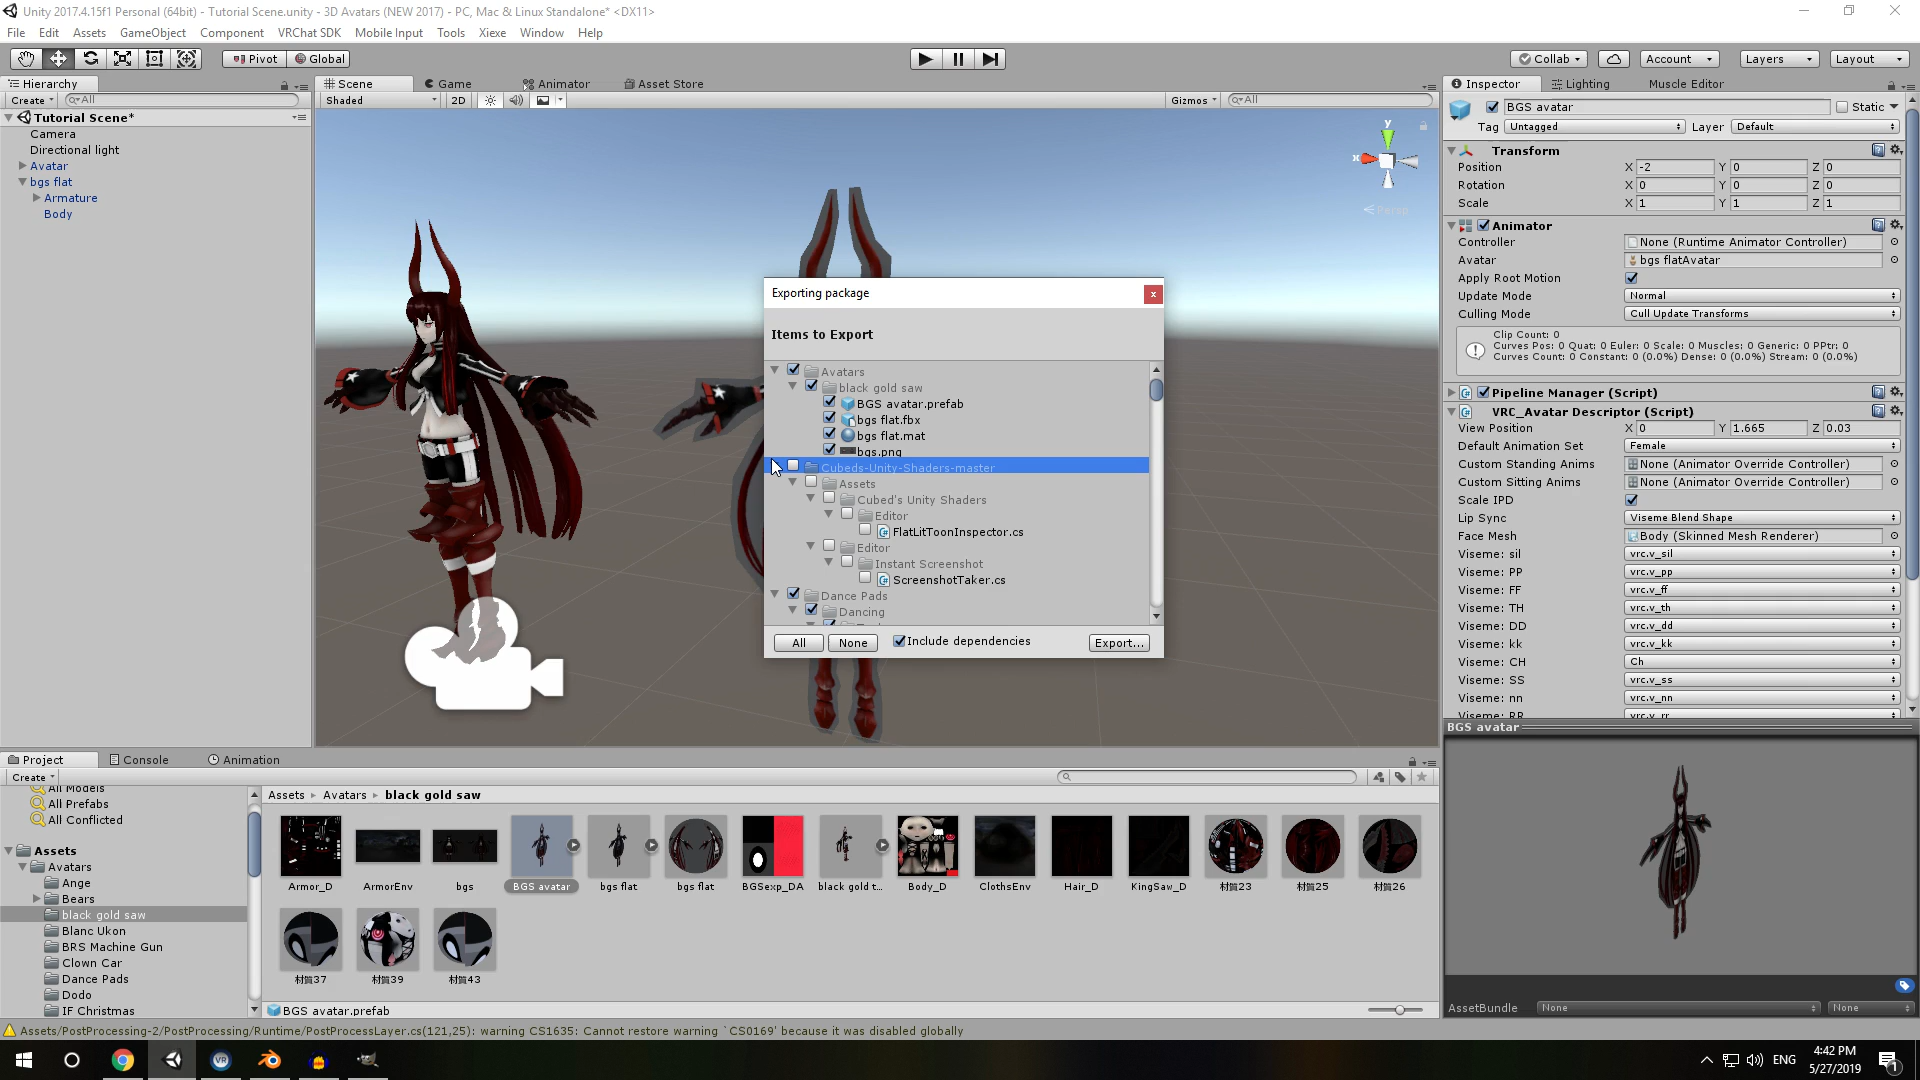 Unity 2017.4.15f1 Personal (64bit) - Tutorial Scene.unity - 3D Avatars (NEW 2017) - PC, Mac & Linux Standalone* <DX11>
File Edit Assets GameObject Component VRChat SDK Mobile Input Tools Xiexe Window Help
Pivot Global Collab Account Layers Layout
Hierarchy
Create All
Tutorial Scene*
Camera
Directional light
Avatar
bgs flat
Armature
Body
Scene Game Animator Asset Store
Shaded 2D Gizmos All
y
x
Persp
Exporting package
x
Items to Export
Avatars
black gold saw
BGS avatar.prefab
bgs flat.fbx
bgs flat.mat
bgs.png
Cubeds-Unity-Shaders-master
Assets
Cubed's Unity Shaders
Editor
FlatLitToonInspector.cs
Editor
Instant Screenshot
ScreenshotTaker.cs
Dance Pads
Dancing
All None Include dependencies Export...
Inspector Lighting Muscle Editor
BGS avatar Static
Tag Untagged Layer Default
Transform
Position X -2 Y 0 Z 0
Rotation X 0 Y 0 Z 0
Scale X 1 Y 1 Z 1
Animator
Controller None (Runtime Animator Controller)
Avatar bgs flatAvatar
Apply Root Motion
Update Mode Normal
Culling Mode Cull Update Transforms
Clip Count: 0
Curves Pos: 0 Quat: 0 Euler: 0 Scale: 0 Muscles: 0 Generic: 0 PPtr: 0
Curves Count: 0 Constant: 0 (0.0%) Dense: 0 (0.0%) Stream: 0 (0.0%)
Pipeline Manager (Script)
VRC_Avatar Descriptor (Script)
View Position X 0 Y 1.665 Z 0.03
Default Animation Set Female
Custom Standing Anims None (Animator Override Controller)
Custom Sitting Anims None (Animator Override Controller)
Scale IPD
Lip Sync Viseme Blend Shape
Face Mesh Body (Skinned Mesh Renderer)
Viseme: sil vrc.v_sil
Viseme: PP vrc.v_pp
Viseme: FF vrc.v_ff
Viseme: TH vrc.v_th
Viseme: DD vrc.v_dd
Viseme: kk vrc.v_kk
Viseme: CH Ch
Viseme: SS vrc.v_ss
Viseme: nn vrc.v_nn
Viseme: RR vrc.v_rr
BGS avatar
AssetBundle None None
Project Console Animation
Create
All Models
All Prefabs
All Conflicted
Assets
Avatars
Ange
Bears
black gold saw
Blanc Ukon
BRS Machine Gun
Clown Car
Dance Pads
Dodo
IF Christmas
Assets Avatars black gold saw
Armor_D ArmorEnv bgs BGS avatar bgs flat bgs flat BGSexp_DA black gold t... Body_D ClothsEnv Hair_D KingSaw_D 材質23 材質25 材質26
材質37 材質39 材質43
BGS avatar.prefab
Assets/PostProcessing-2/PostProcessing/Runtime/PostProcessLayer.cs(121,25): warning CS1635: Cannot restore warning `CS0169' because it was disabled globally
ENG
4:42 PM
5/27/2019
1